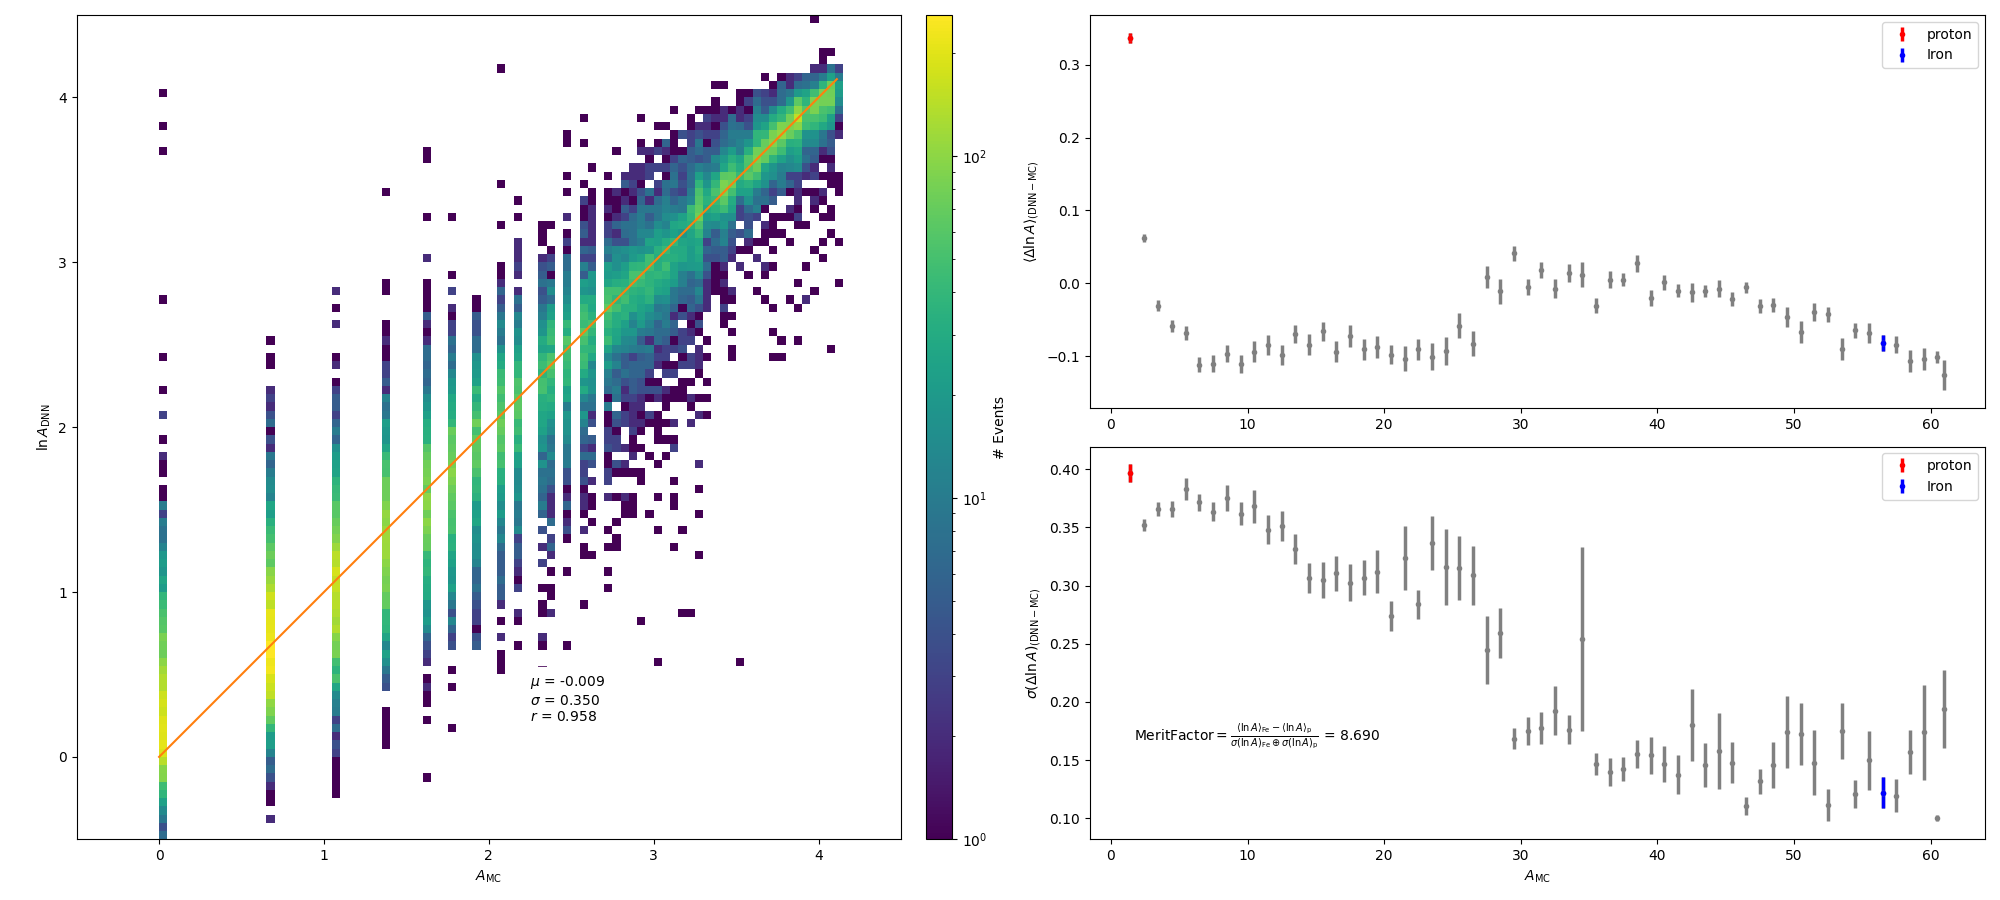 4
3
2
1
0
0
1
2
3
4
ln A_DNN
A_MC
μ = -0.009
σ = 0.350
r = 0.958
10^2
10^1
10^0
# Events
0.3
0.2
0.1
0.0
−0.1
0
10
20
30
40
50
60
⟨Δ ln A⟩_(DNN − MC)
proton
Iron
0.40
0.35
0.30
0.25
0.20
0.15
0.10
0
10
20
30
40
50
60
σ(Δ ln A)_(DNN − MC)
A_MC
proton
Iron
MeritFactor = (⟨ln A⟩_Fe − ⟨ln A⟩_p) / (σ(ln A)_Fe ⊕ σ(ln A)_p) = 8.690